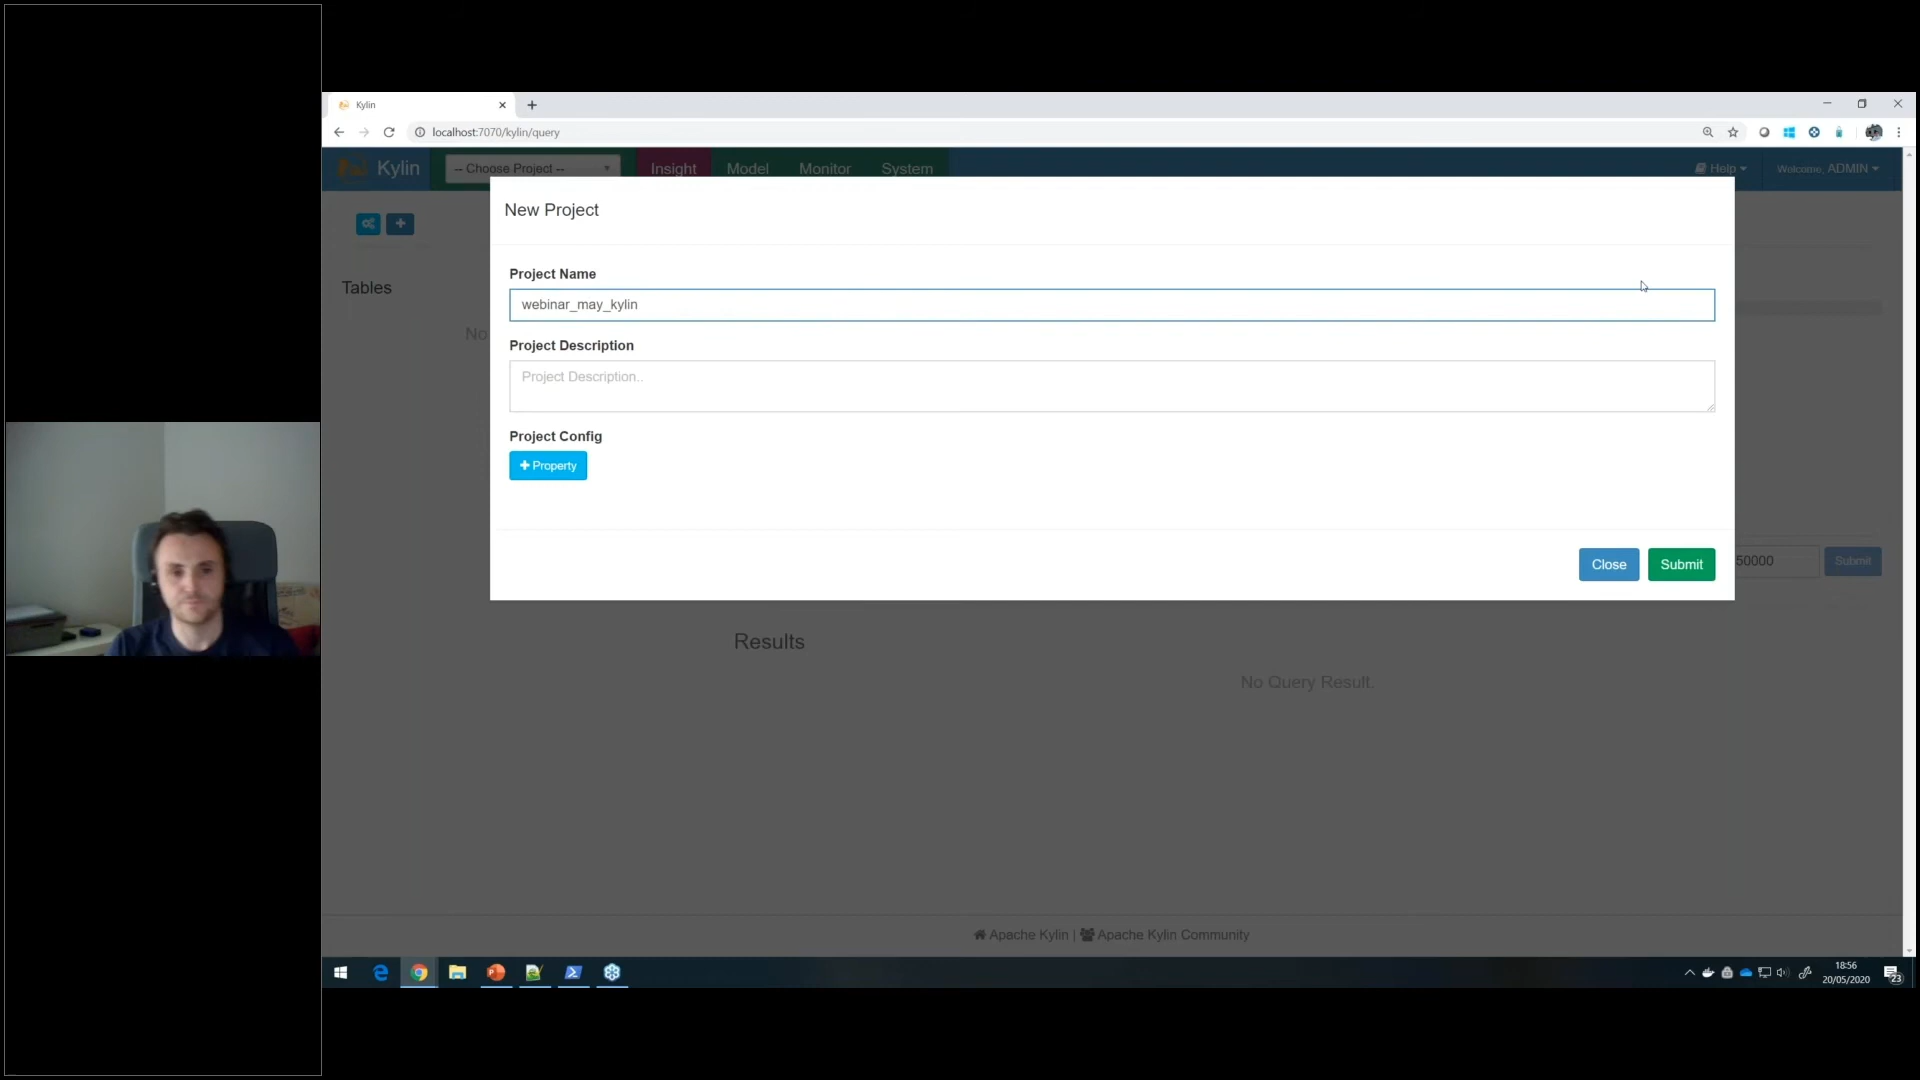 Kylin
localhost:7070/kylin/query
Kylin
-- Choose Project --
Insight
Model
Monitor
System
Help
Welcome, ADMIN
New Project
Project Name
webinar_may_kylin
Tables
No
Project Description
Project Description..
Project Config
Property
Close
Submit
50000
Submit
Results
No Query Result.
Apache Kylin | Apache Kylin Community
18:56
20/05/2020
23